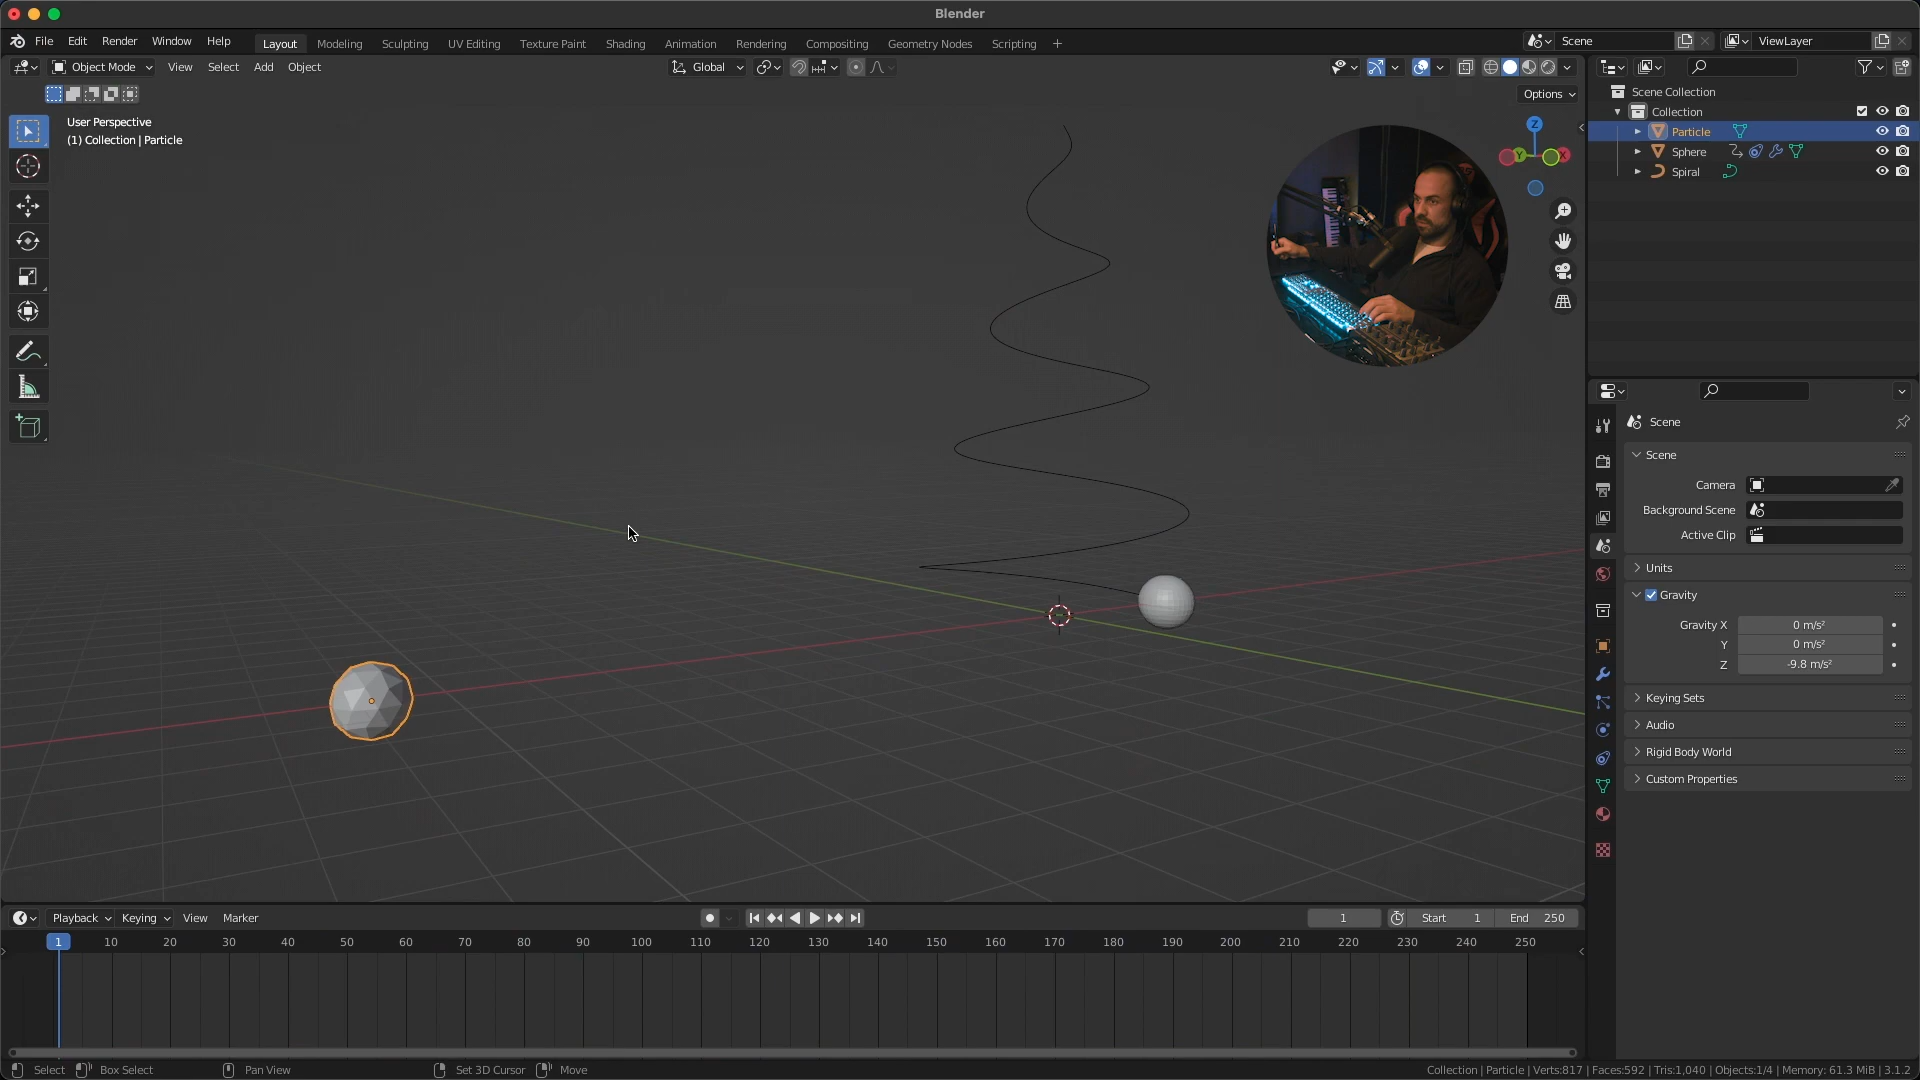 Blender
File Edit Render Window Help Layout Modeling Sculpting UV Editing Texture Paint Shading Animation Rendering Compositing Geometry Nodes Scripting +
Scene
ViewLayer
Object Mode View Select Add Object
Global
Options
User Perspective
(1) Collection | Particle
Z
Y
X
Scene Collection
Collection
Particle
Sphere
Spiral
Scene
Scene
Camera
Background Scene
Active Clip
Units
Gravity
Gravity X 0 m/s²
Y 0 m/s²
Z -9.8 m/s²
Keying Sets
Audio
Rigid Body World
Custom Properties
Playback Keying View Marker
1 Start 1 End 250
1 10 20 30 40 50 60 70 80 90 100 110 120 130 140 150 160 170 180 190 200 210 220 230 240 250
Select Box Select Pan View Set 3D Cursor Move
Collection | Particle | Verts:817 | Faces:592 | Tris:1,040 | Objects:1/4 | Memory: 61.3 MiB | 3.1.2